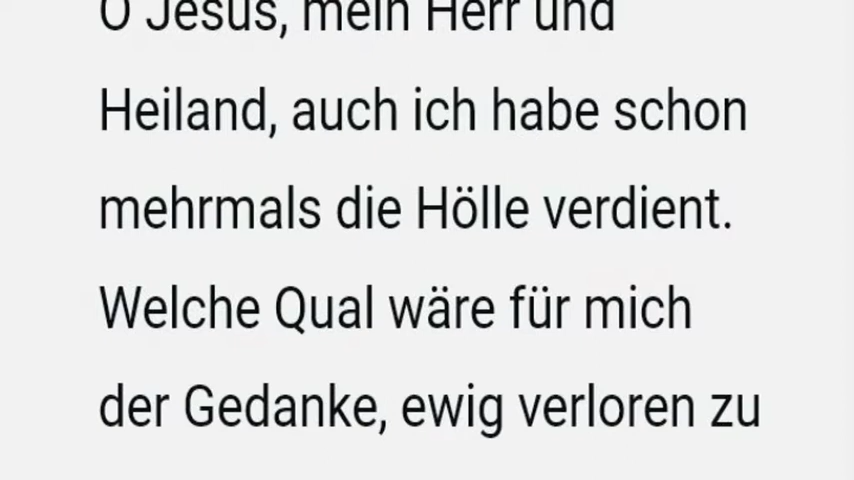 O Jesus, mein Herr und
Heiland, auch ich habe schon
mehrmals die Hölle verdient.
Welche Qual wäre für mich
der Gedanke, ewig verloren zu